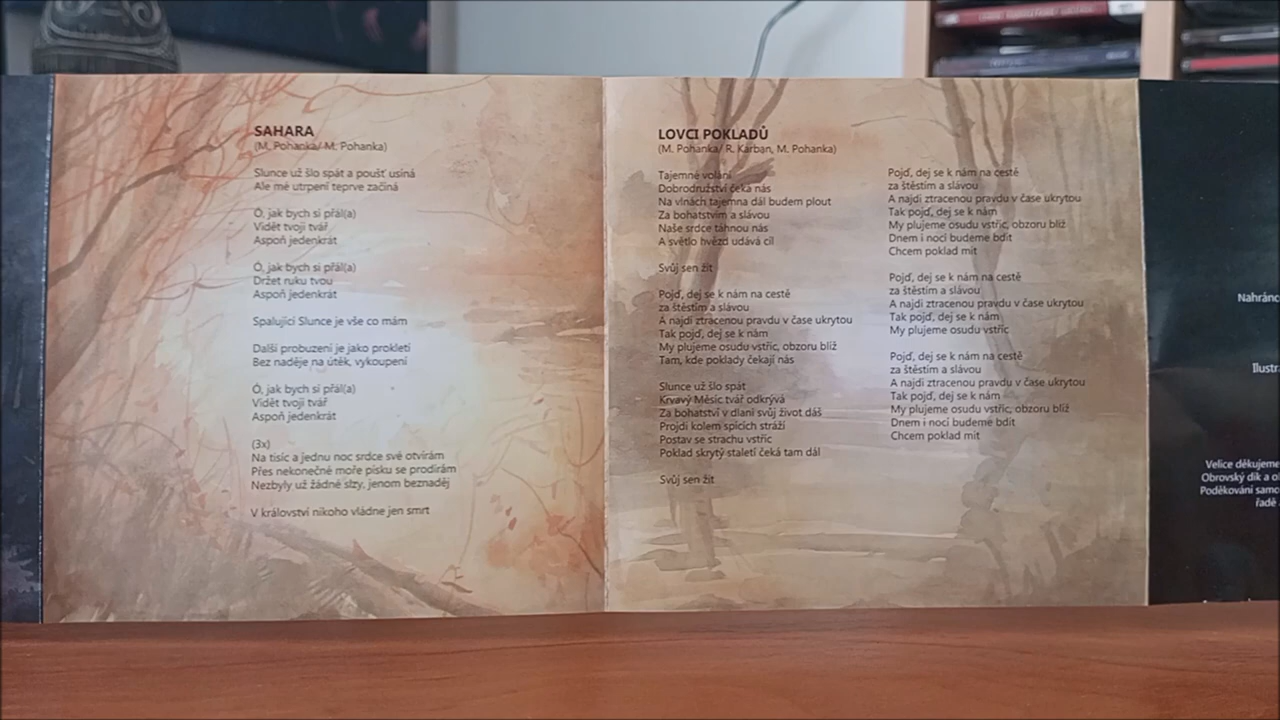 SAHARA
(M. Pohanka/ M. Pohanka)
Slunce už šlo spát a poušť usíná
Ale mé utrpení teprve začíná
Ó, jak bych si přál(a)
Vidět tvoji tvář
Aspoň jedenkrát
Ó, jak bych si přál(a)
Držet ruku tvou
Aspoň jedenkrát
Spalující Slunce je vše co mám
Další probuzení je jako prokletí
Bez naděje na útěk, vykoupení
Ó, jak bych si přál(a)
Vidět tvoji tvář
Aspoň jedenkrát
(3x)
Na tisíc a jednu noc srdce své otvírám
Přes nekonečné moře písku se prodírám
Nezbyly už žádné slzy, jenom beznaděj
V království nikoho vládne jen smrt
LOVCI POKLADŮ
(M. Pohanka/ R. Karban, M. Pohanka)
Tajemné volání
Dobrodružství čeká nás
Na vlnách tajemna dál budem plout
Za bohatstvím a slávou
Naše srdce táhnou nás
A světlo hvězd udává cíl
Svůj sen žít
Pojď, dej se k nám na cestě
za štěstím a slávou
A najdi ztracenou pravdu v čase ukrytou
Tak pojď, dej se k nám
My plujeme osudu vstříc, obzoru blíž
Tam, kde poklady čekají nás
Slunce už šlo spát
Krvavý Měsíc tvář odkrývá
Za bohatství v dlani svůj život dáš
Projdi kolem spících stráží
Postav se strachu vstříc
Poklad skrytý staletí čeká tam dál
Svůj sen žít
Pojď, dej se k nám na cestě
za štěstím a slávou
A najdi ztracenou pravdu v čase ukrytou
Tak pojď, dej se k nám
My plujeme osudu vstříc, obzoru blíž
Dnem i nocí budeme bdít
Chcem poklad mít
Pojď, dej se k nám na cestě
za štěstím a slávou
A najdi ztracenou pravdu v čase ukrytou
Tak pojď, dej se k nám
My plujeme osudu vstříc
Pojď, dej se k nám na cestě
za štěstím a slávou
A najdi ztracenou pravdu v čase ukrytou
Tak pojď, dej se k nám
My plujeme osudu vstříc, obzoru blíž
Dnem i nocí budeme bdít
Chcem poklad mít
Nahránc
Ilustra
Velice děkujeme
Obrovský dík a o
Poděkování samo
řadě